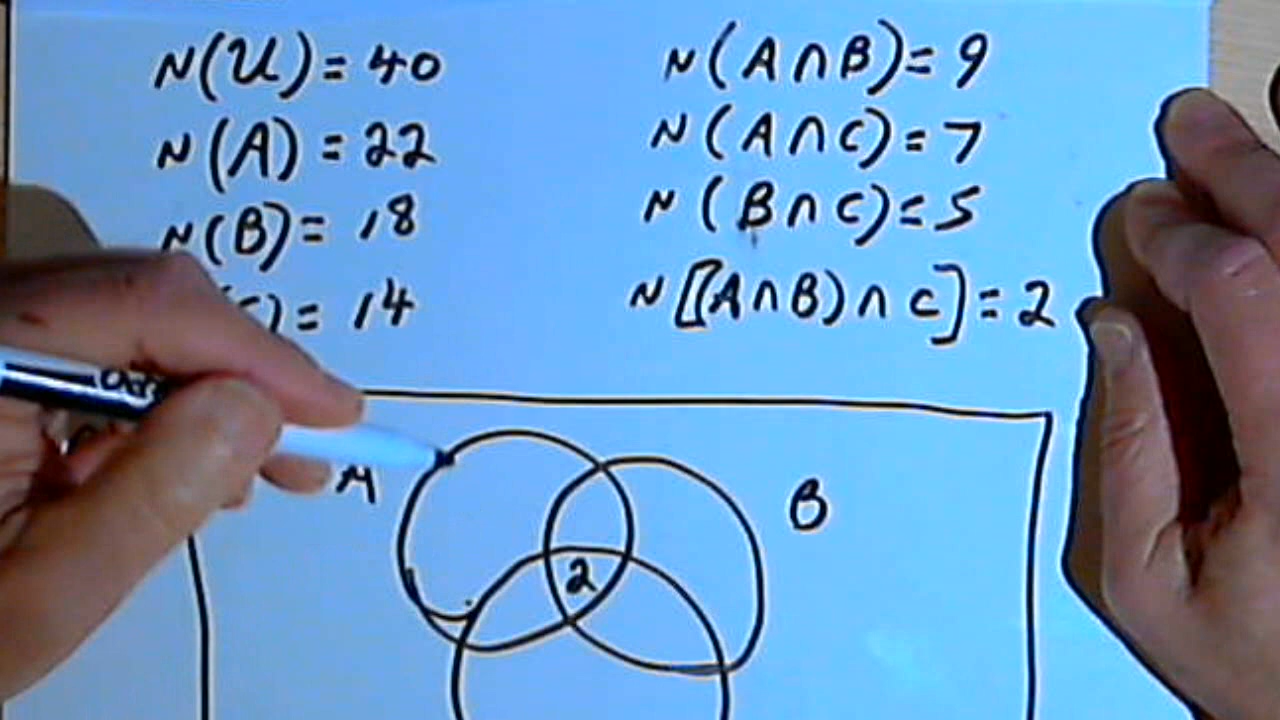 N(U)=40
N(A)=22
N(B)=18
)=14
N(A∩B)=9
N(A∩C)=7
N(B∩C)=5
N[(A∩B)∩C]=2
A
B
2